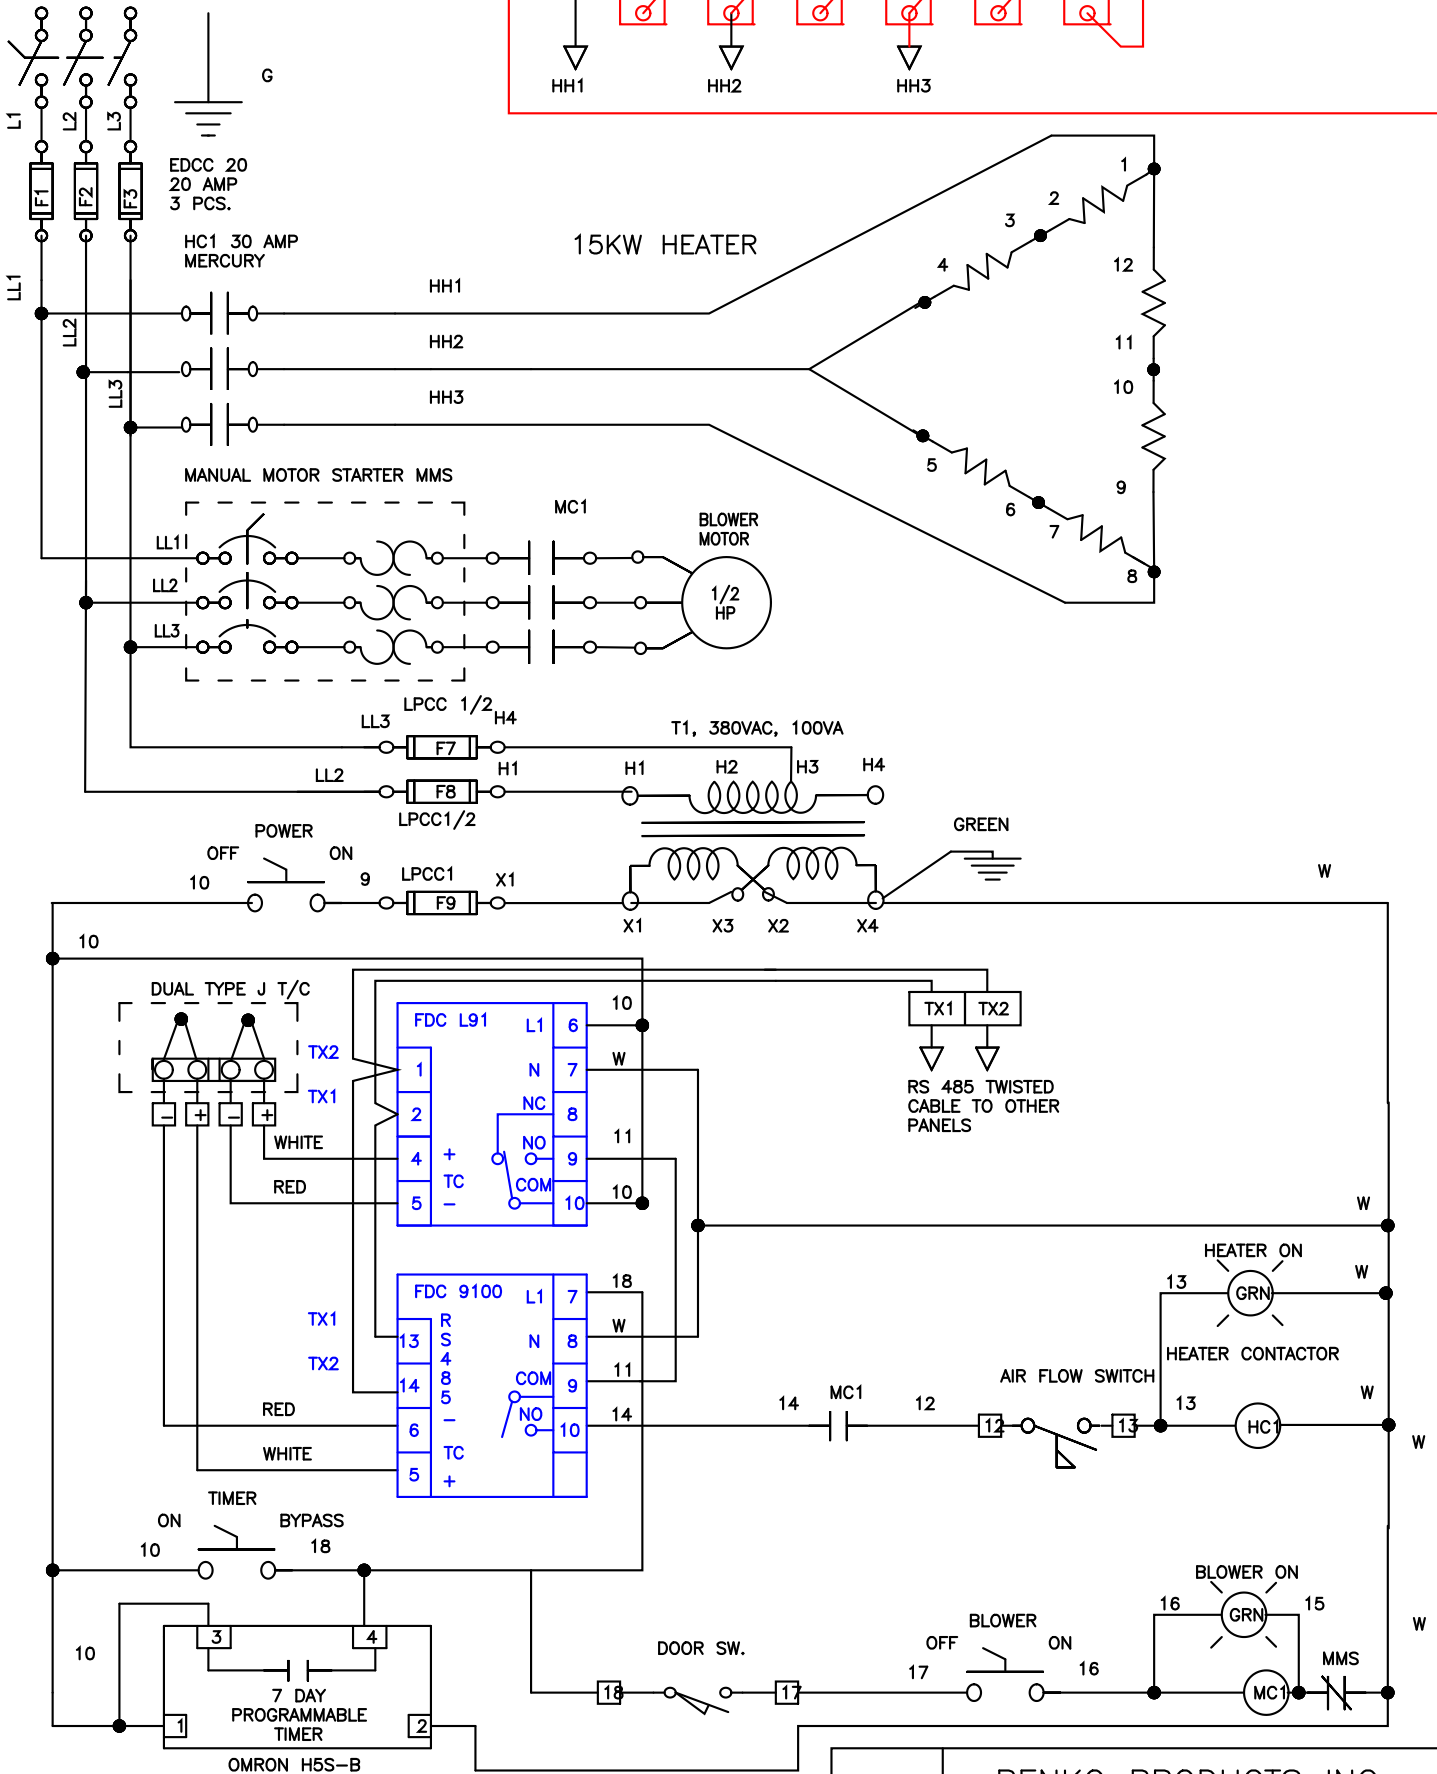 HH1
HH2
HH3
L1
L2
L3
G
F1
F2
F3
EDCC 20
20 AMP
3 PCS.
HC1 30 AMP
MERCURY
15KW HEATER
LL1
LL2
LL3
HH1
HH2
HH3
1
2
3
4
12
11
10
9
5
6
7
8
MANUAL MOTOR STARTER MMS
MC1
BLOWER
MOTOR
LL1
LL2
LL3
1/2
HP
LPCC 1/2
LL3
H4
F7
T1, 380VAC, 100VA
LL2
H1
F8
LPCC1/2
H1
H2
H3
H4
POWER
OFF
ON
10
9
LPCC1
X1
F9
GREEN
W
X1
X3
X2
X4
10
DUAL TYPE J T/C
TX2
TX1
FDC L91
L1
6
10
1
N
7
W
2
NC
8
WHITE
4
+
NO
9
11
TC
RED
5
−
COM
10
10
− + − +
TX1
TX2
RS 485 TWISTED
CABLE TO OTHER
PANELS
W
HEATER ON
13
GRN
W
FDC 9100
L1
7
18
TX1
13
R
S
4
8
5
N
8
W
TX2
14
COM
9
11
RED
6
−
NO
10
14
TC
WHITE
5
+
14
MC1
12
AIR FLOW SWITCH
12
13
HEATER CONTACTOR
13
HC1
W
W
TIMER
ON
BYPASS
10
18
3
4
10
7 DAY
PROGRAMMABLE
TIMER
1
2
OMRON H5S−B
DOOR SW.
18
17
BLOWER
OFF
ON
17
16
BLOWER ON
16
GRN
15
MC1
MMS
W